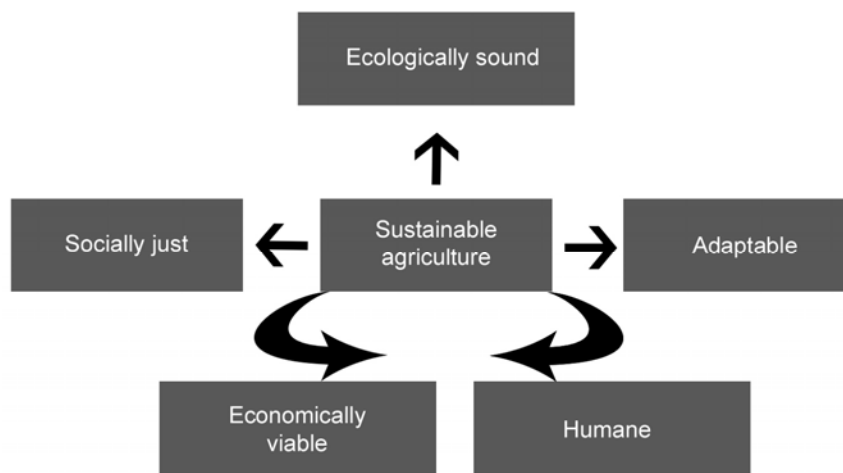 Ecologically sound
Socially just
Sustainable
agriculture
Adaptable
Economically
viable
Humane